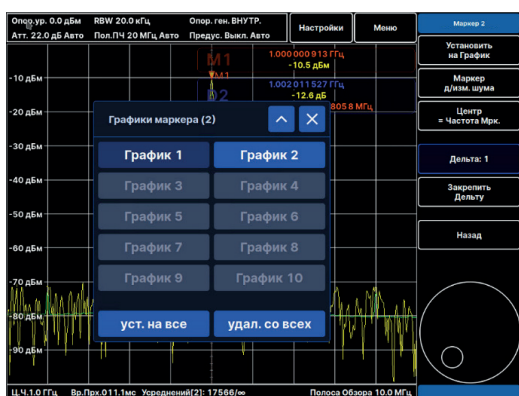 Опор.ур. 0.0 дБм RBW 20.0 кГц Опор. ген. ВНУТР.
Атт. 22.0 дБ Авто Пол.ПЧ 20 МГц Авто Предус. Выкл. Авто
Настройки
Меню
Маркер 2
М1 1.000 000 913 ГГц
-10.5 дБм
М1
1.002 011 527 ГГц
-12.6 дБ
805 8 МГц
-10 дБм
-20 дБм
-30 дБм
-40 дБм
-50 дБм
-60 дБм
-70 дБм
-80 дБм
-90 дБм
Графики маркера (2)
График 1 График 2
График 3 График 4
График 5 График 6
График 7 График 8
График 9 График 10
уст. на все удал. со всех
Установить
на График
Маркер
д/изм. шума
Центр
= Частота Мрк.
Дельта: 1
Закрепить
Дельту
Назад
Ц.Ч.1.0 ГГц Вр.Прх.011.1мс Усреднений[2]: 17566/∞ Полоса Обзора 10.0 МГц